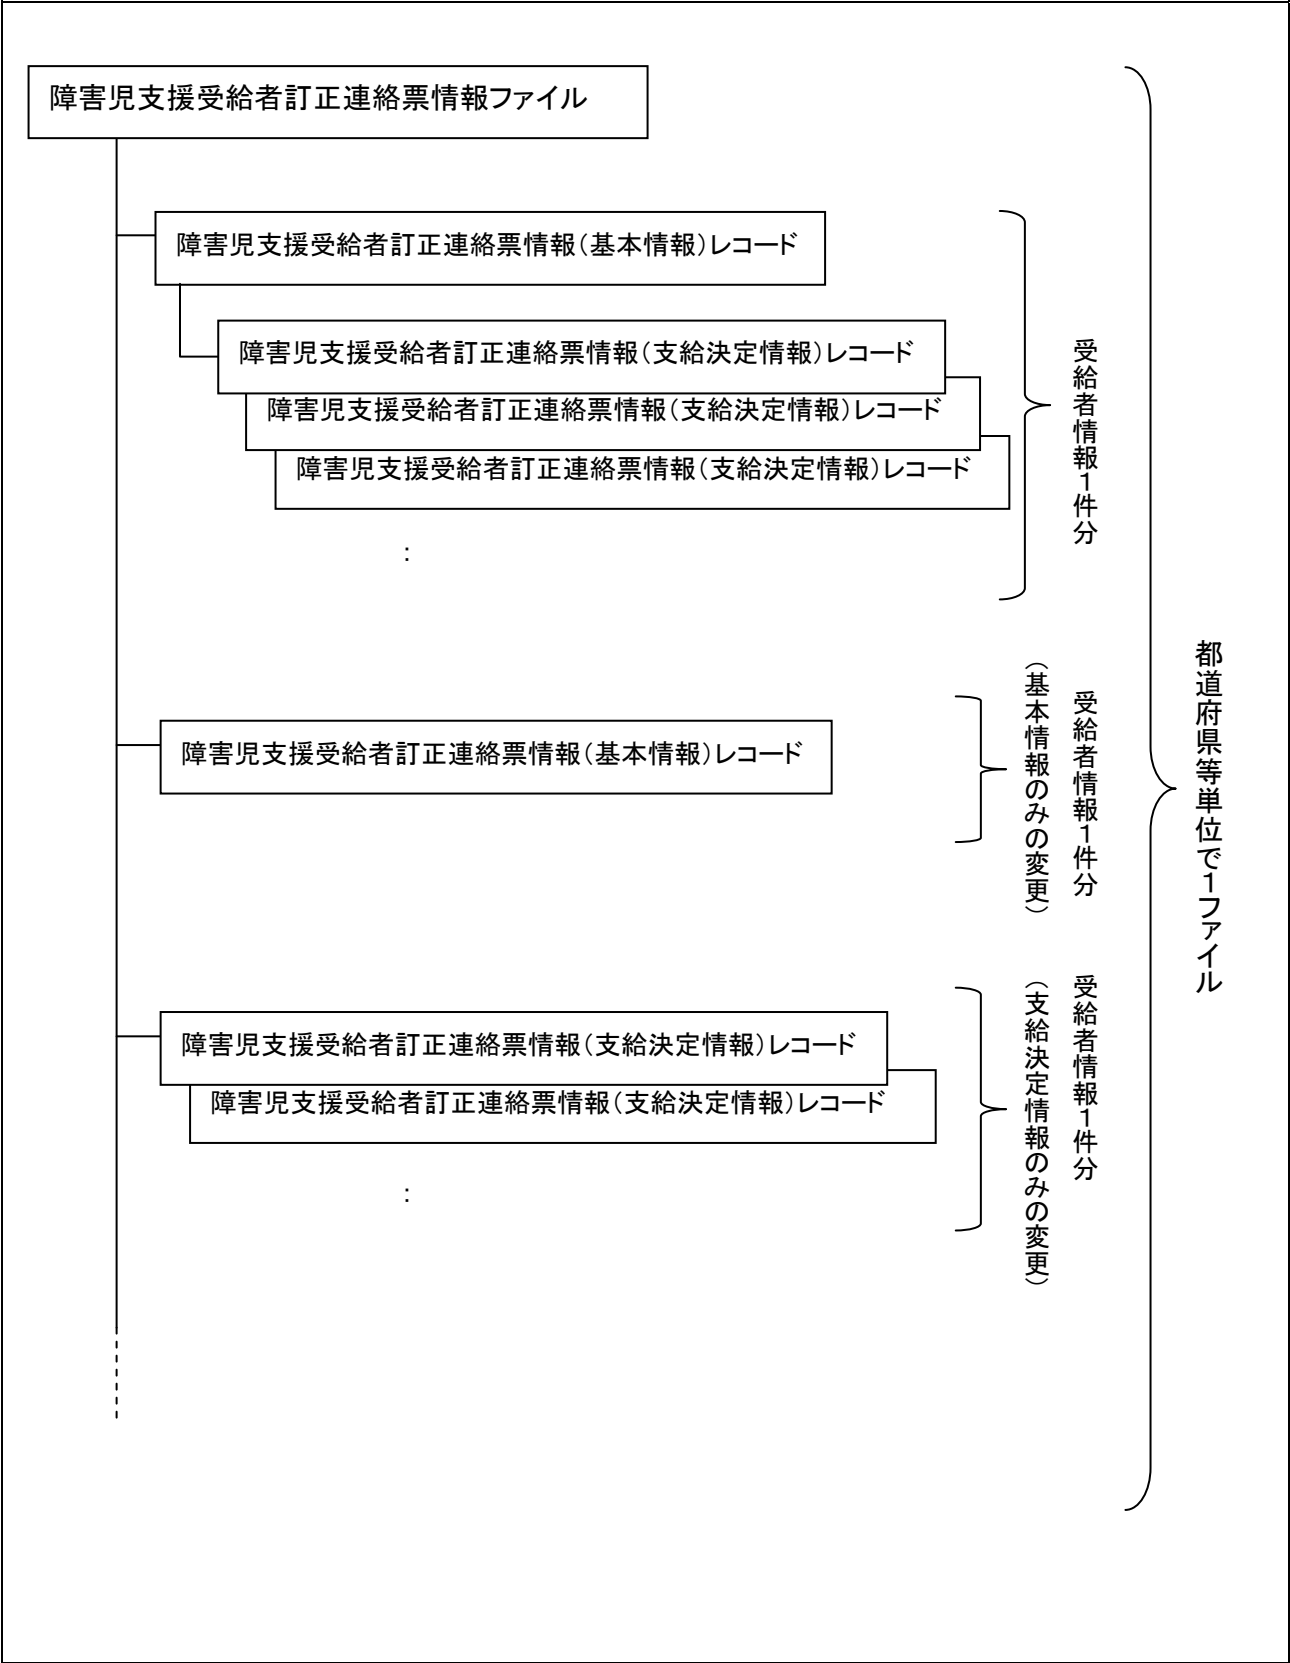 障害児支援受給者訂正連絡票情報ファイル
障害児支援受給者訂正連絡票情報（基本情報）レコード
障害児支援受給者訂正連絡票情報（支給決定情報）レコード
障害児支援受給者訂正連絡票情報（支給決定情報）レコード
障害児支援受給者訂正連絡票情報（支給決定情報）レコード
：
受給者情報１件分
障害児支援受給者訂正連絡票情報（基本情報）レコード
受給者情報１件分
（基本情報のみの変更）
障害児支援受給者訂正連絡票情報（支給決定情報）レコード
障害児支援受給者訂正連絡票情報（支給決定情報）レコード
：
受給者情報１件分
（支給決定情報のみの変更）
都道府県等単位で１ファイル